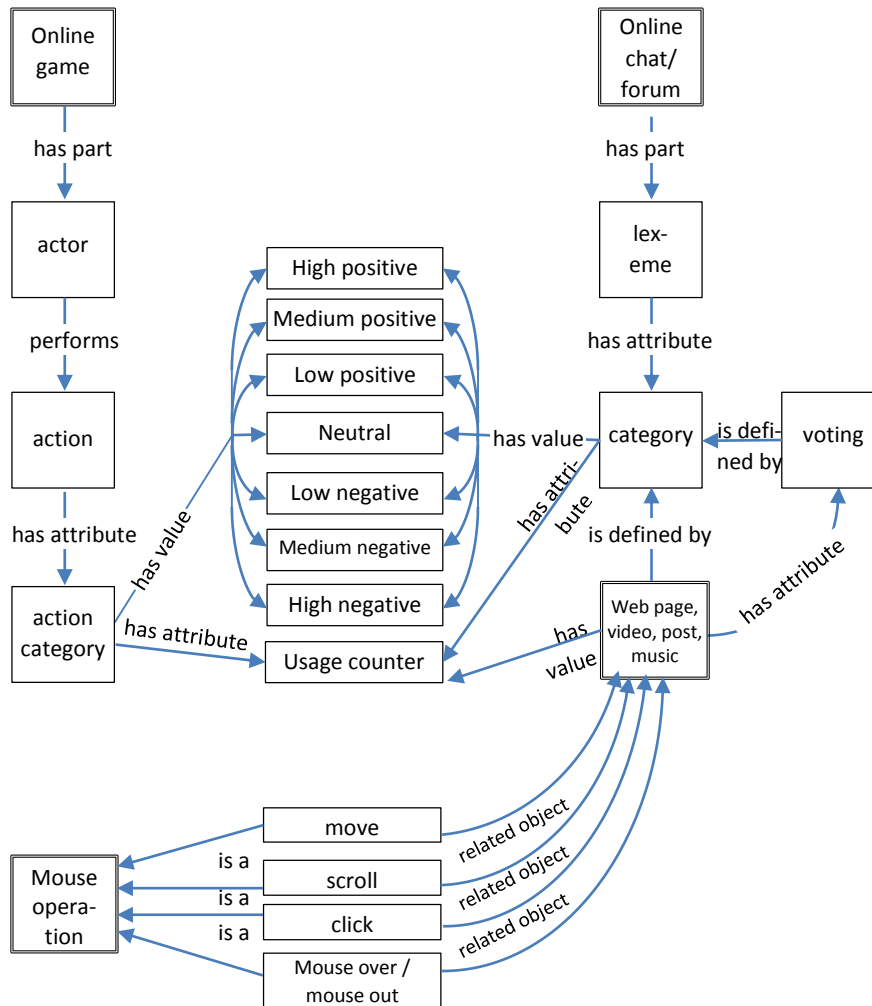 Online
game
Online
chat/
forum
has part
has part
actor
lex-
eme
High positive
Medium positive
performs
has attribute
Low positive
action
Neutral
has value
category
is defi-
ned by
voting
Low negative
has attri-
bute
has attribute
has value
Medium negative
is defined by
has attribute
High negative
action
category
has attribute
Usage counter
has
value
Web page,
video, post,
music
move
related object
is a
Mouse
opera-
tion
scroll
related object
is a
click
related object
is a
Mouse over /
mouse out